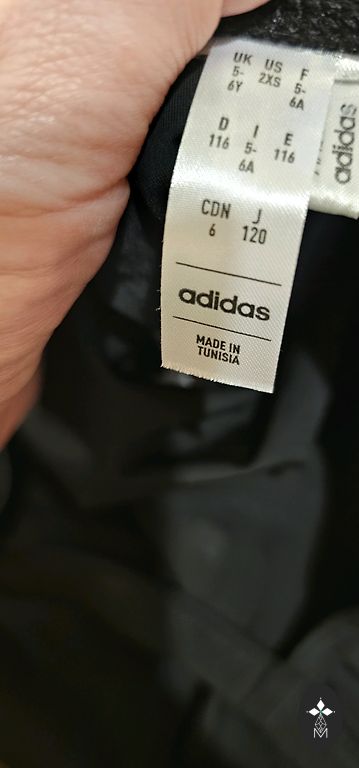 UK US F
5- 2XS 5-
6Y 6A
D I E
116 5- 116
6A
CDN J
6 120
adidas
MADE IN
TUNISIA
adidas
M